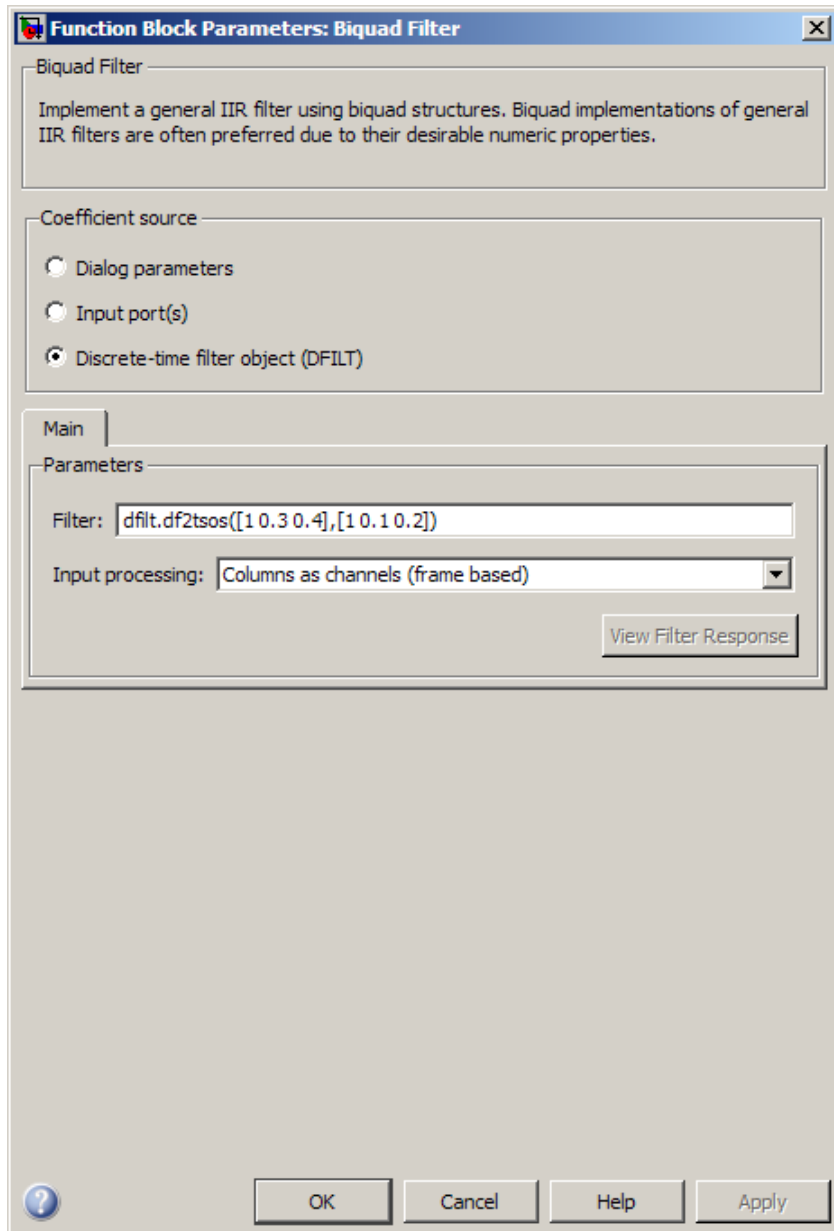 Function Block Parameters: Biquad Filter
Biquad Filter
Implement a general IIR filter using biquad structures. Biquad implementations of general
IIR filters are often preferred due to their desirable numeric properties.
Coefficient source
Dialog parameters
Input port(s)
Discrete-time filter object (DFILT)
Main
Parameters
Filter: dfilt.df2tsos([1 0.3 0.4],[1 0.1 0.2])
Input processing: Columns as channels (frame based)
View Filter Response
? OK Cancel Help Apply